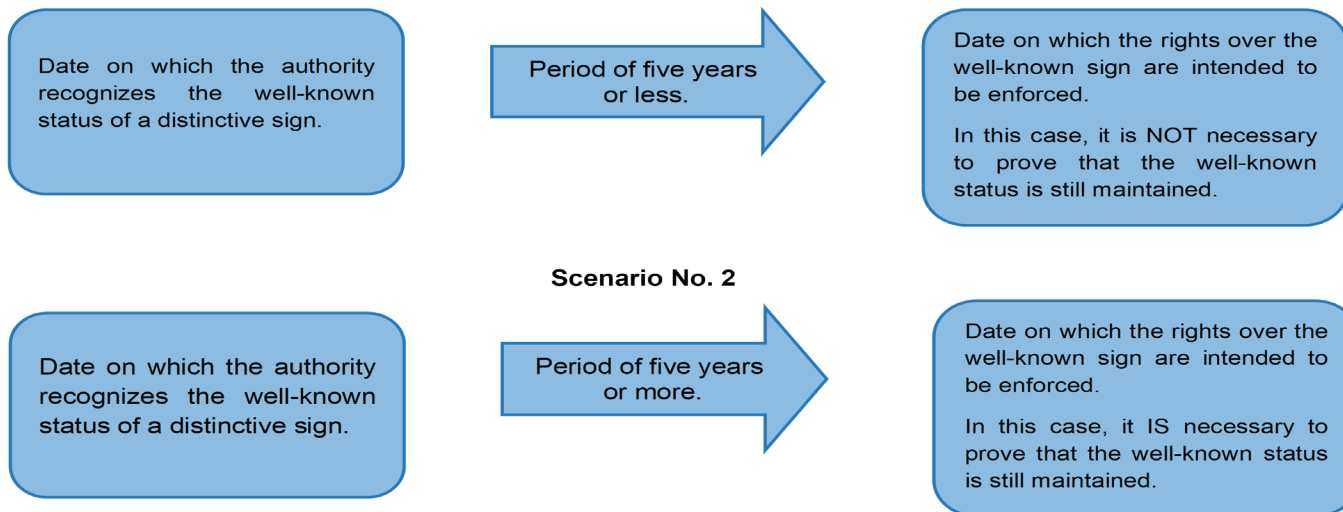 Date on which the authority
recognizes the well-known
status of a distinctive sign.
Period of five years
or less.
Date on which the rights over the
well-known sign are intended to
be enforced.
In this case, it is NOT necessary
to prove that the well-known
status is still maintained.
Scenario No. 2
Date on which the authority
recognizes the well-known
status of a distinctive sign.
Period of five years
or more.
Date on which the rights over the
well-known sign are intended to
be enforced.
In this case, it IS necessary to
prove that the well-known status
is still maintained.